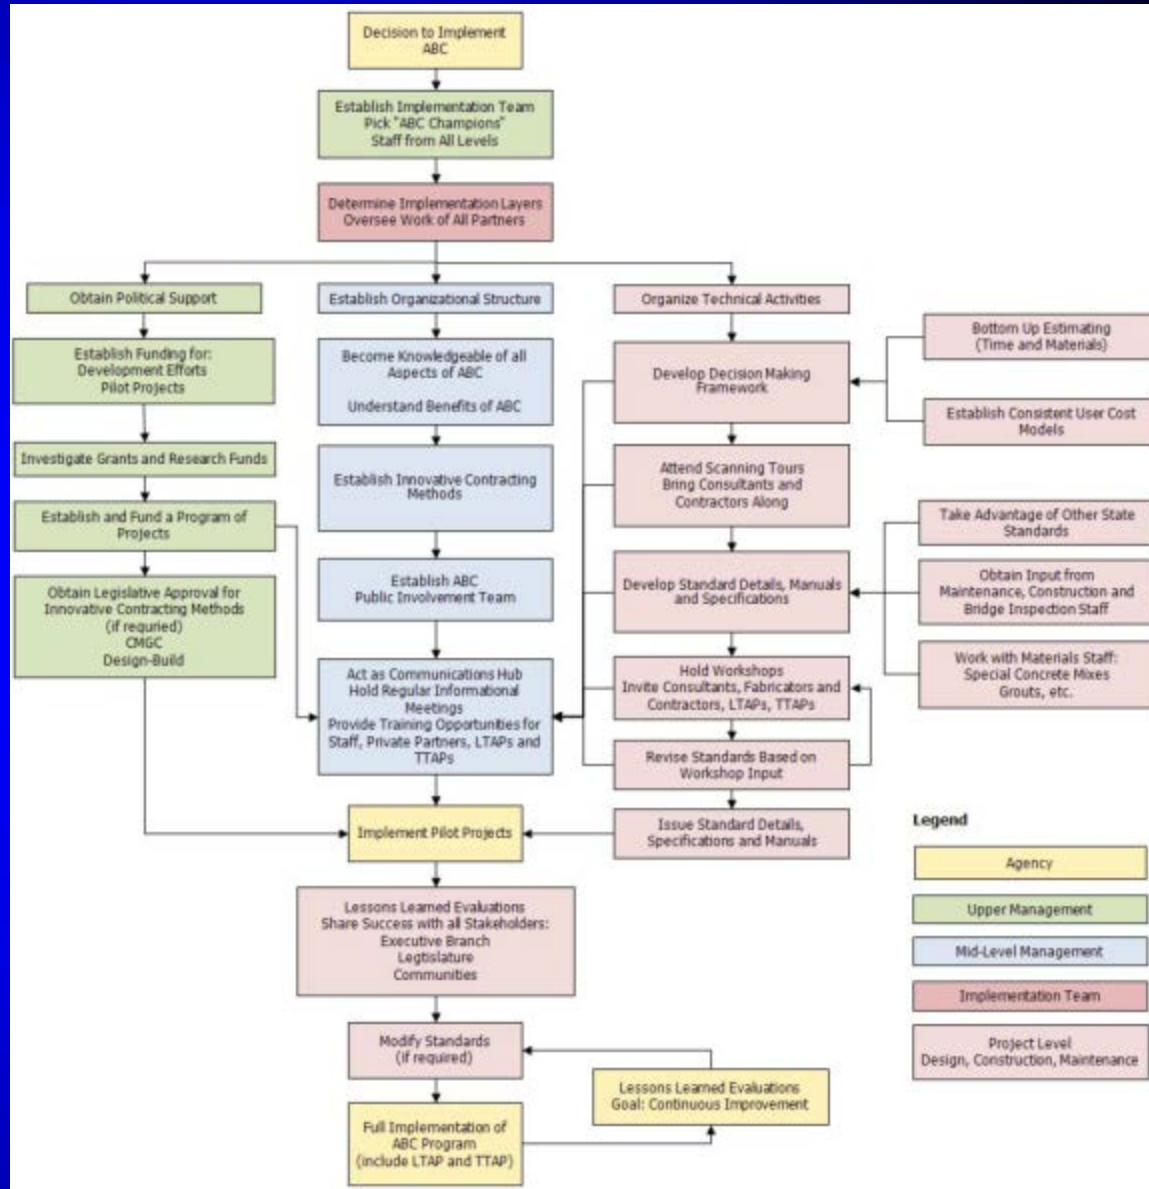 Decision to Implement
ABC
Establish Implementation Team
Pick "ABC Champions"
Staff from All Levels
Determine Implementation Layers
Oversee Work of All Partners
Obtain Political Support
Establish Funding for:
Development Efforts
Pilot Projects
Investigate Grants and Research Funds
Establish and Fund a Program of
Projects
Obtain Legislative Approval for
Innovative Contracting Methods
(if requried)
CMGC
Design-Build
Establish Organizational Structure
Become Knowledgeable of all
Aspects of ABC
Understand Benefits of ABC
Establish Innovative Contracting
Methods
Establish ABC
Public Involvement Team
Act as Communications Hub
Hold Regular Informational
Meetings
Provide Training Opportunities for
Staff, Private Partners, LTAPs and
TTAPs
Organize Technical Activities
Develop Decision Making
Framework
Attend Scanning Tours
Bring Consultants and
Contractors Along
Develop Standard Details, Manuals
and Specifications
Hold Workshops
Invite Consultants, Fabricators and
Contractors, LTAPs, TTAPs
Revise Standards Based on
Workshop Input
Issue Standard Details,
Specifications and Manuals
Bottom Up Estimating
(Time and Materials)
Establish Consistent User Cost
Models
Take Advantage of Other State
Standards
Obtain Input from
Maintenance, Construction and
Bridge Inspection Staff
Work with Materials Staff:
Special Concrete Mixes
Grouts, etc.
Implement Pilot Projects
Lessons Learned Evaluations
Share Success with all Stakeholders:
Executive Branch
Legtislature
Communities
Modify Standards
(if required)
Lessons Learned Evaluations
Goal: Continuous Improvement
Full Implementation of
ABC Program
(include LTAP and TTAP)
Legend
Agency
Upper Management
Mid-Level Management
Implementation Team
Project Level
Design, Construction, Maintenance